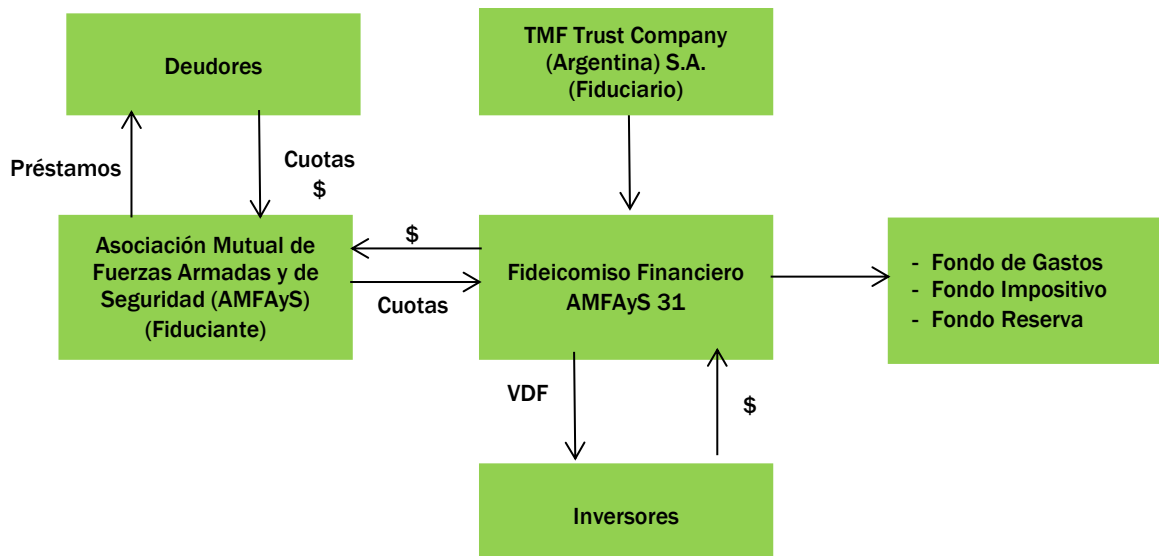 Deudores
TMF Trust Company
(Argentina) S.A.
(Fiduciario)
Préstamos
Cuotas
$
Asociación Mutual de
Fuerzas Armadas y de
Seguridad (AMFAyS)
(Fiduciante)
$
Cuotas
Fideicomiso Financiero
AMFAyS 31
- Fondo de Gastos
- Fondo Impositivo
- Fondo Reserva
VDF
$
Inversores